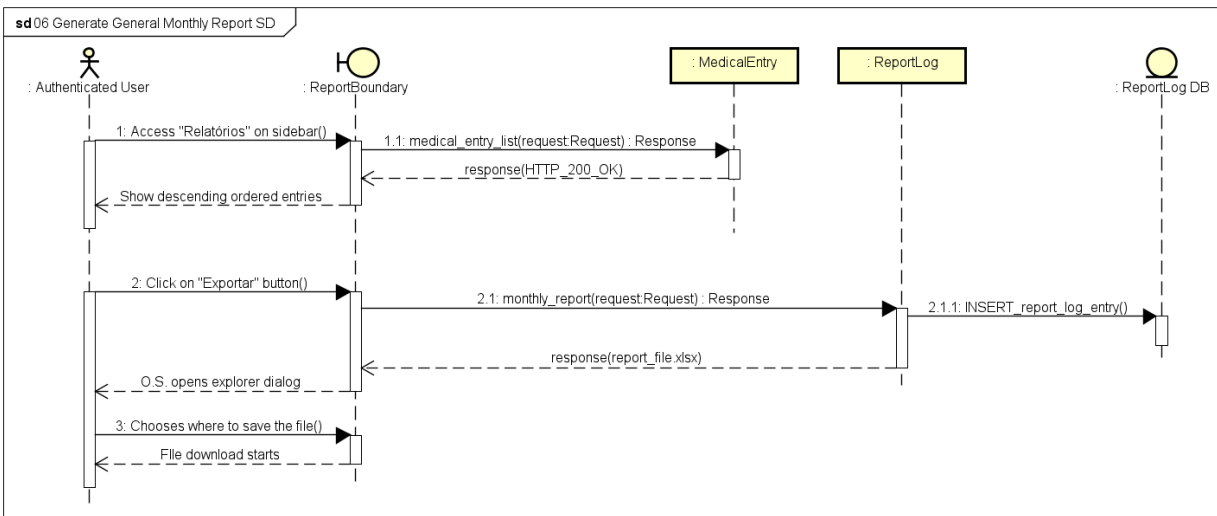 sd 06 Generate General Monthly Report SD
: Authenticated User
: ReportBoundary
: MedicalEntry
: ReportLog
: ReportLog DB
1: Access "Relatórios" on sidebar()
1.1: medical_entry_list(request:Request) : Response
response(HTTP_200_OK)
Show descending ordered entries
2: Click on "Exportar" button()
2.1: monthly_report(request:Request) : Response
2.1.1: INSERT_report_log_entry()
response(report_file.xlsx)
O.S. opens explorer dialog
3: Chooses where to save the file()
FIle download starts